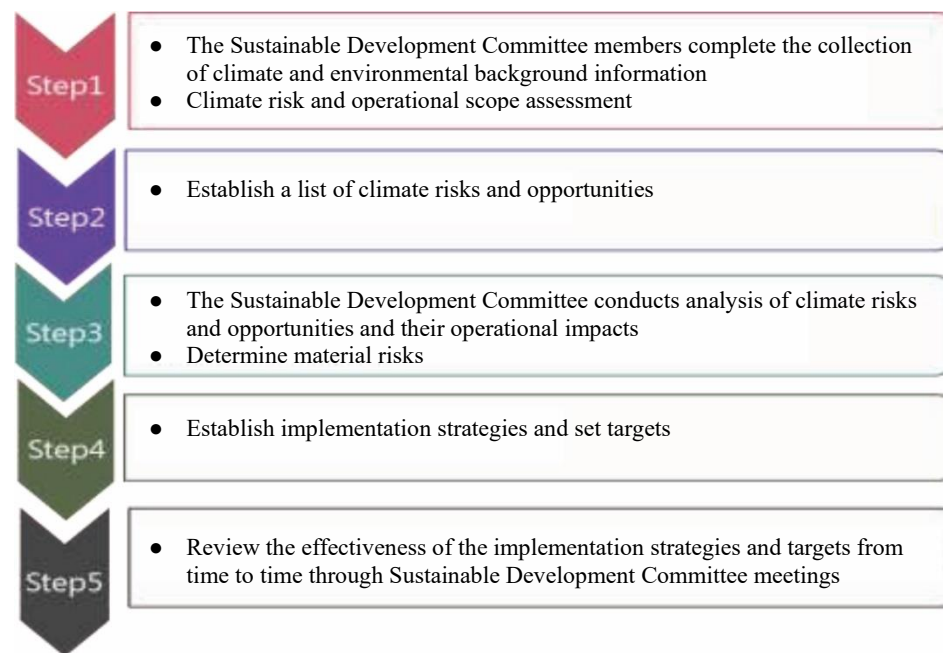 Step1
● The Sustainable Development Committee members complete the collection
of climate and environmental background information
● Climate risk and operational scope assessment
Step2
● Establish a list of climate risks and opportunities
Step3
● The Sustainable Development Committee conducts analysis of climate risks
and opportunities and their operational impacts
● Determine material risks
Step4
● Establish implementation strategies and set targets
Step5
● Review the effectiveness of the implementation strategies and targets from
time to time through Sustainable Development Committee meetings